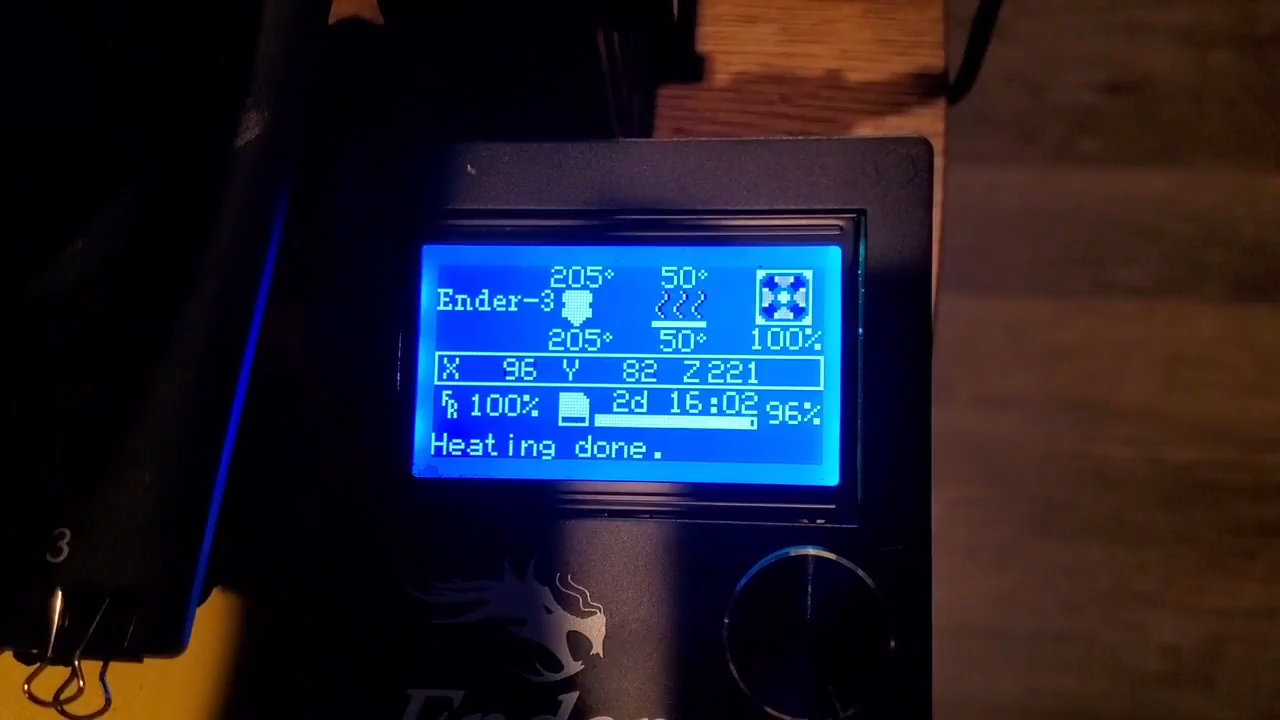 205° 50°
Ender-3
205° 50° 100%
X 96 Y 82 Z 221
FR 100% 2d 16:02 96%
Heating done.
3
Ender